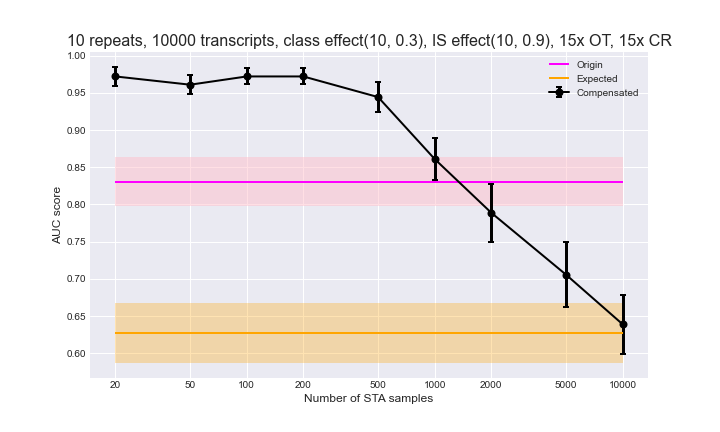 10 repeats, 10000 transcripts, class effect(10, 0.3), IS effect(10, 0.9), 15x OT, 15x CR
Origin
Expected
Compensated
1.00
0.95
0.90
0.85
0.80
0.75
0.70
0.65
0.60
AUC score
20 50 100 200 500 1000 2000 5000 10000
Number of STA samples